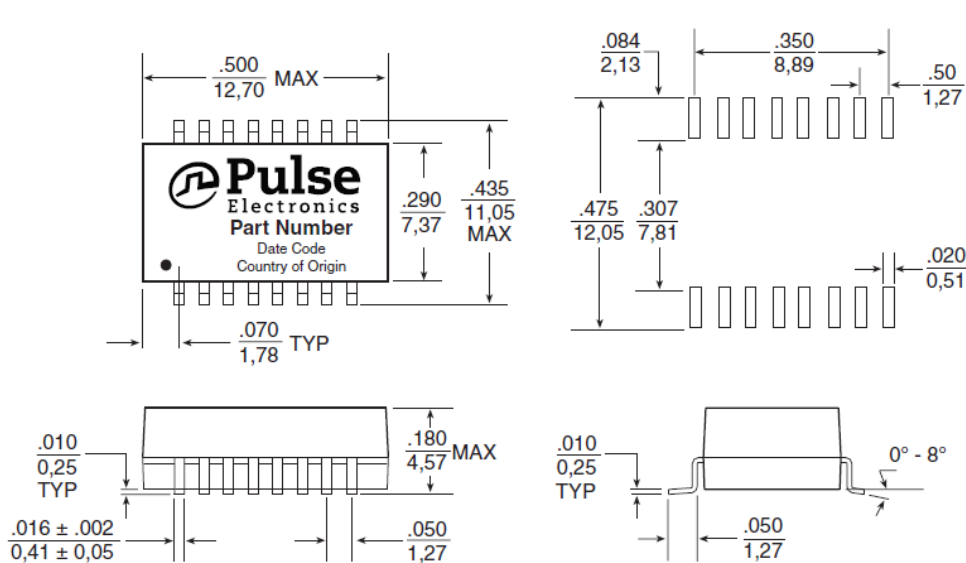 .500
12,70 MAX
Pulse
Electronics
Part Number
Date Code
Country of Origin
.290
7,37
.435
11,05
MAX
.070
1,78 TYP
.084
2,13
.350
8,89
.50
1,27
.475
12,05
.307
7,81
.020
0,51
.010
0,25
TYP
.016 ± .002
0,41 ± 0,05
.180
4,57 MAX
.050
1,27
.010
0,25
TYP
0° - 8°
.050
1,27